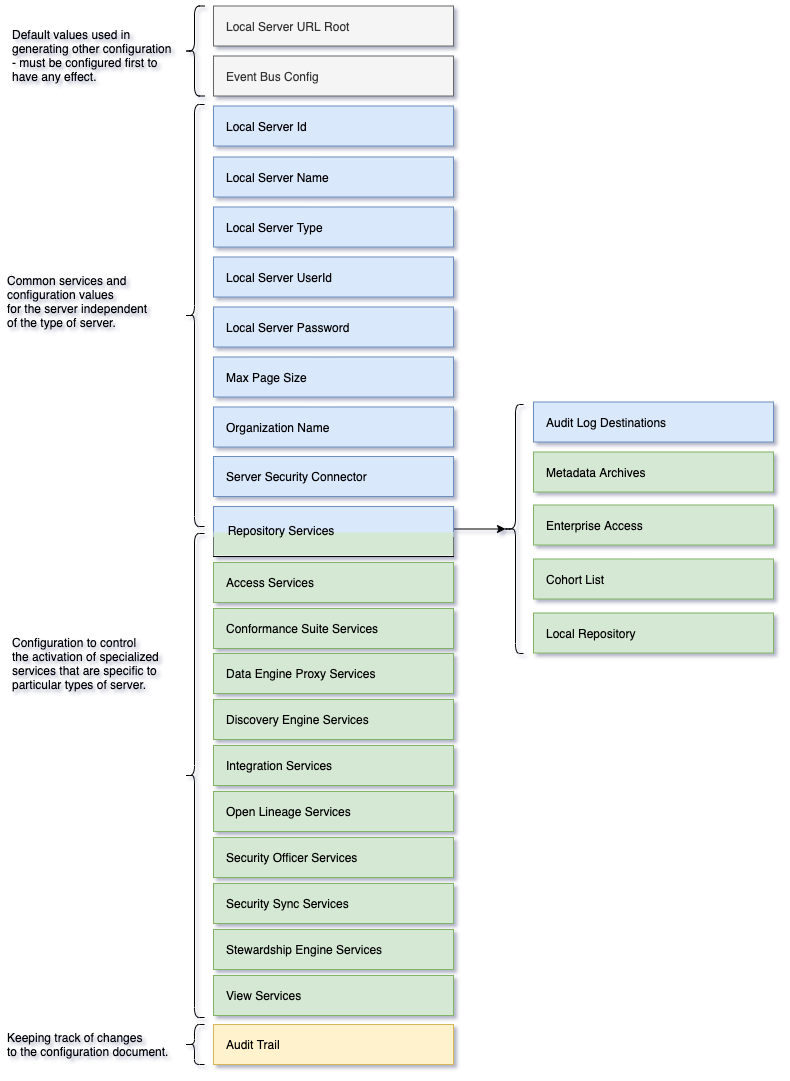 Default values used in
generating other configuration
- must be configured first to
have any effect.
Local Server URL Root
Event Bus Config
Common services and
configuration values
for the server independent
of the type of server.
Local Server Id
Local Server Name
Local Server Type
Local Server UserId
Local Server Password
Max Page Size
Organization Name
Server Security Connector
Repository Services
Audit Log Destinations
Metadata Archives
Enterprise Access
Cohort List
Local Repository
Configuration to control
the activation of specialized
services that are specific to
particular types of server.
Access Services
Conformance Suite Services
Data Engine Proxy Services
Discovery Engine Services
Integration Services
Open Lineage Services
Security Officer Services
Security Sync Services
Stewardship Engine Services
View Services
Keeping track of changes
to the configuration document.
Audit Trail